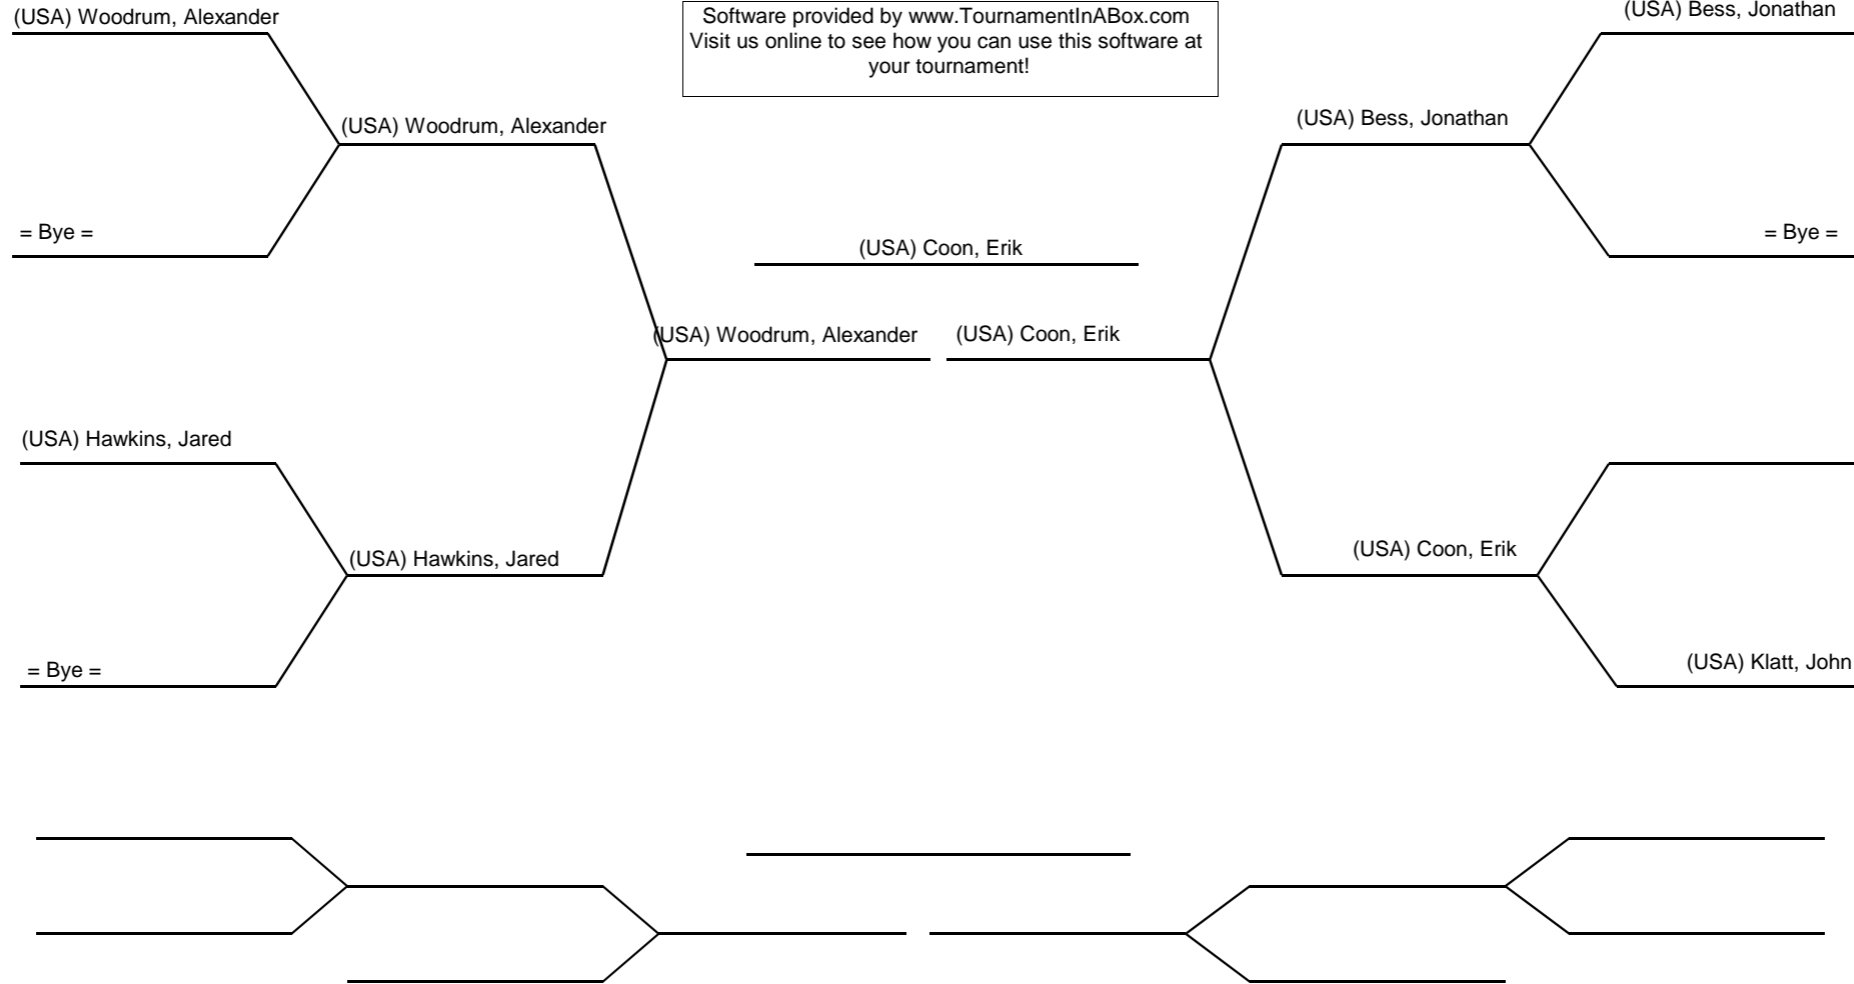 (USA) Woodrum, Alexander
Software provided by www.TournamentInABox.com
Visit us online to see how you can use this software at
your tournament!
(USA) Bess, Jonathan
(USA) Woodrum, Alexander
(USA) Bess, Jonathan
= Bye =
(USA) Coon, Erik
= Bye =
(USA) Woodrum, Alexander
(USA) Coon, Erik
(USA) Hawkins, Jared
(USA) Hawkins, Jared
(USA) Coon, Erik
= Bye =
(USA) Klatt, John